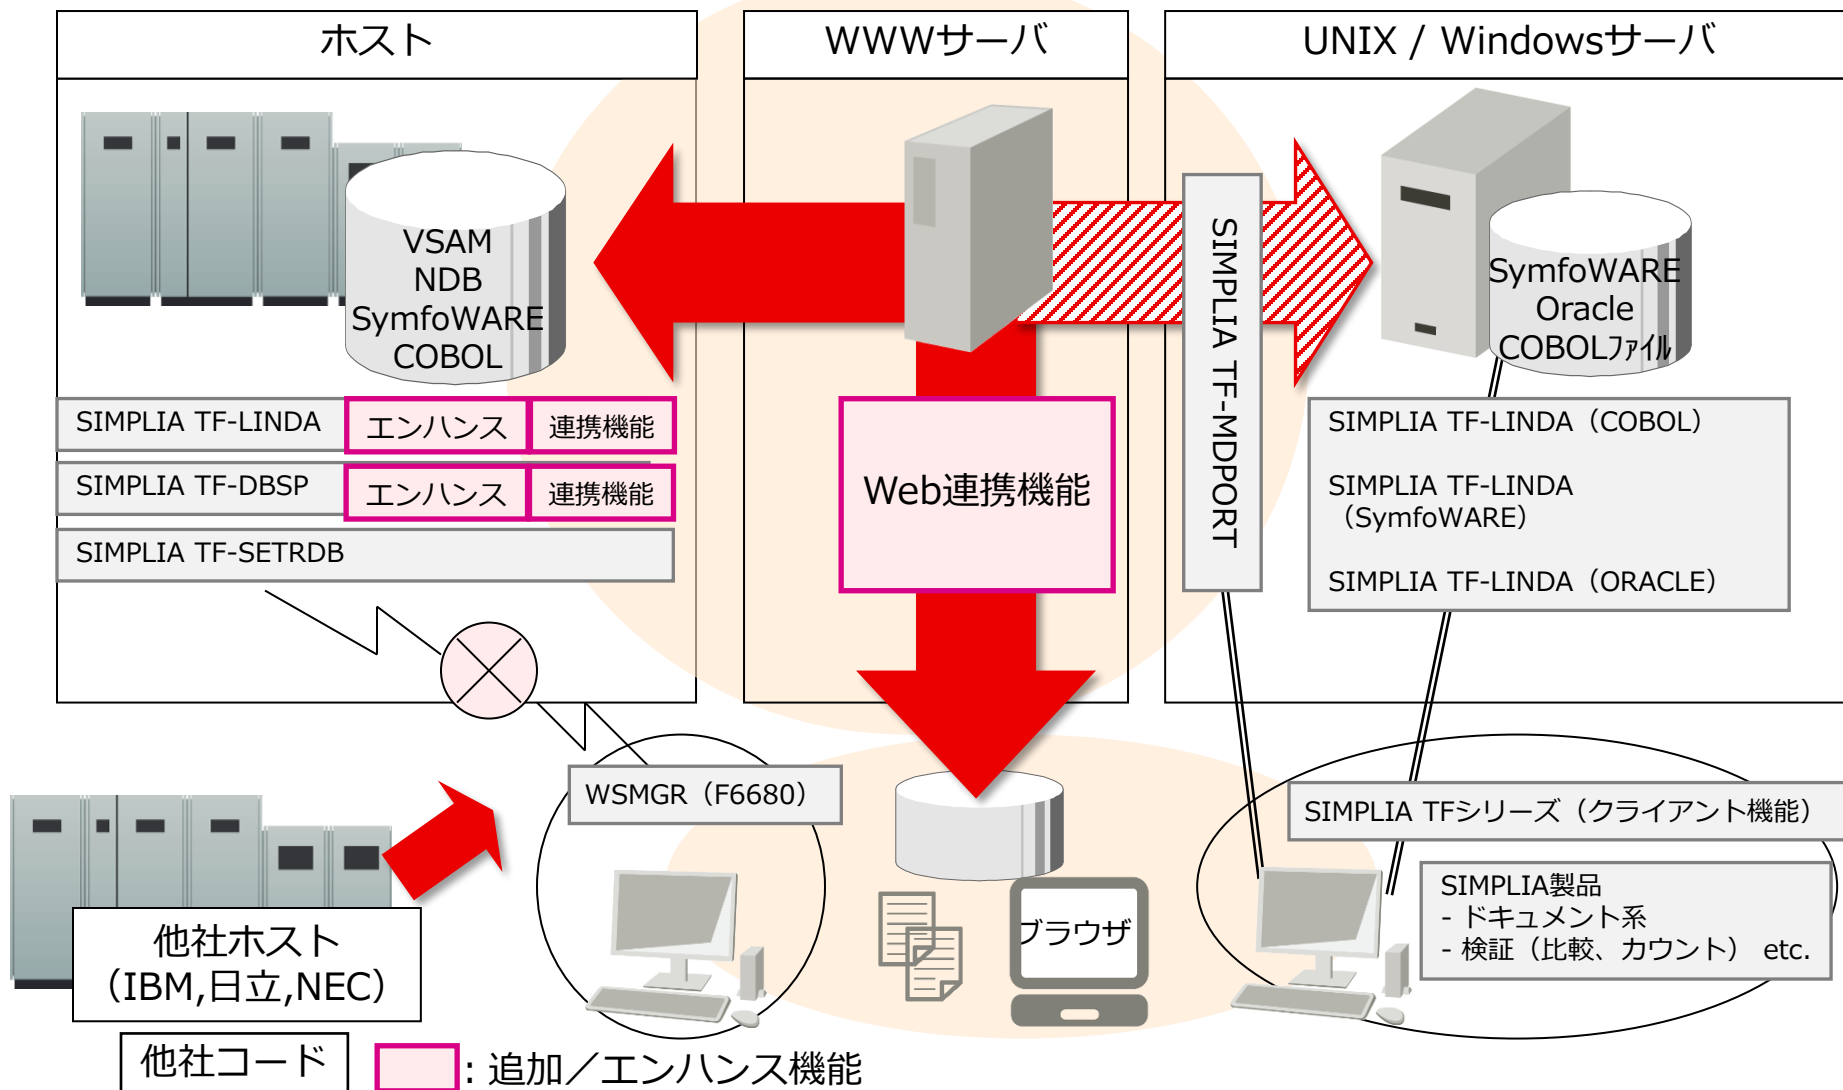 ホスト
WWWサーバ
UNIX / Windowsサーバ
VSAM
NDB
SymfoWARE
COBOL
SymfoWARE
Oracle
COBOLファイル
SIMPLIA TF-MDPORT
SIMPLIA TF-LINDA
エンハンス
連携機能
SIMPLIA TF-DBSP
エンハンス
連携機能
SIMPLIA TF-SETRDB
Web連携機能
SIMPLIA TF-LINDA（COBOL）
SIMPLIA TF-LINDA
（SymfoWARE）
SIMPLIA TF-LINDA（ORACLE）
WSMGR（F6680）
SIMPLIA TFシリーズ（クライアント機能）
SIMPLIA製品
- ドキュメント系
- 検証（比較、カウント） etc.
ブラウザ
他社ホスト
（IBM,日立,NEC）
他社コード
: 追加／エンハンス機能